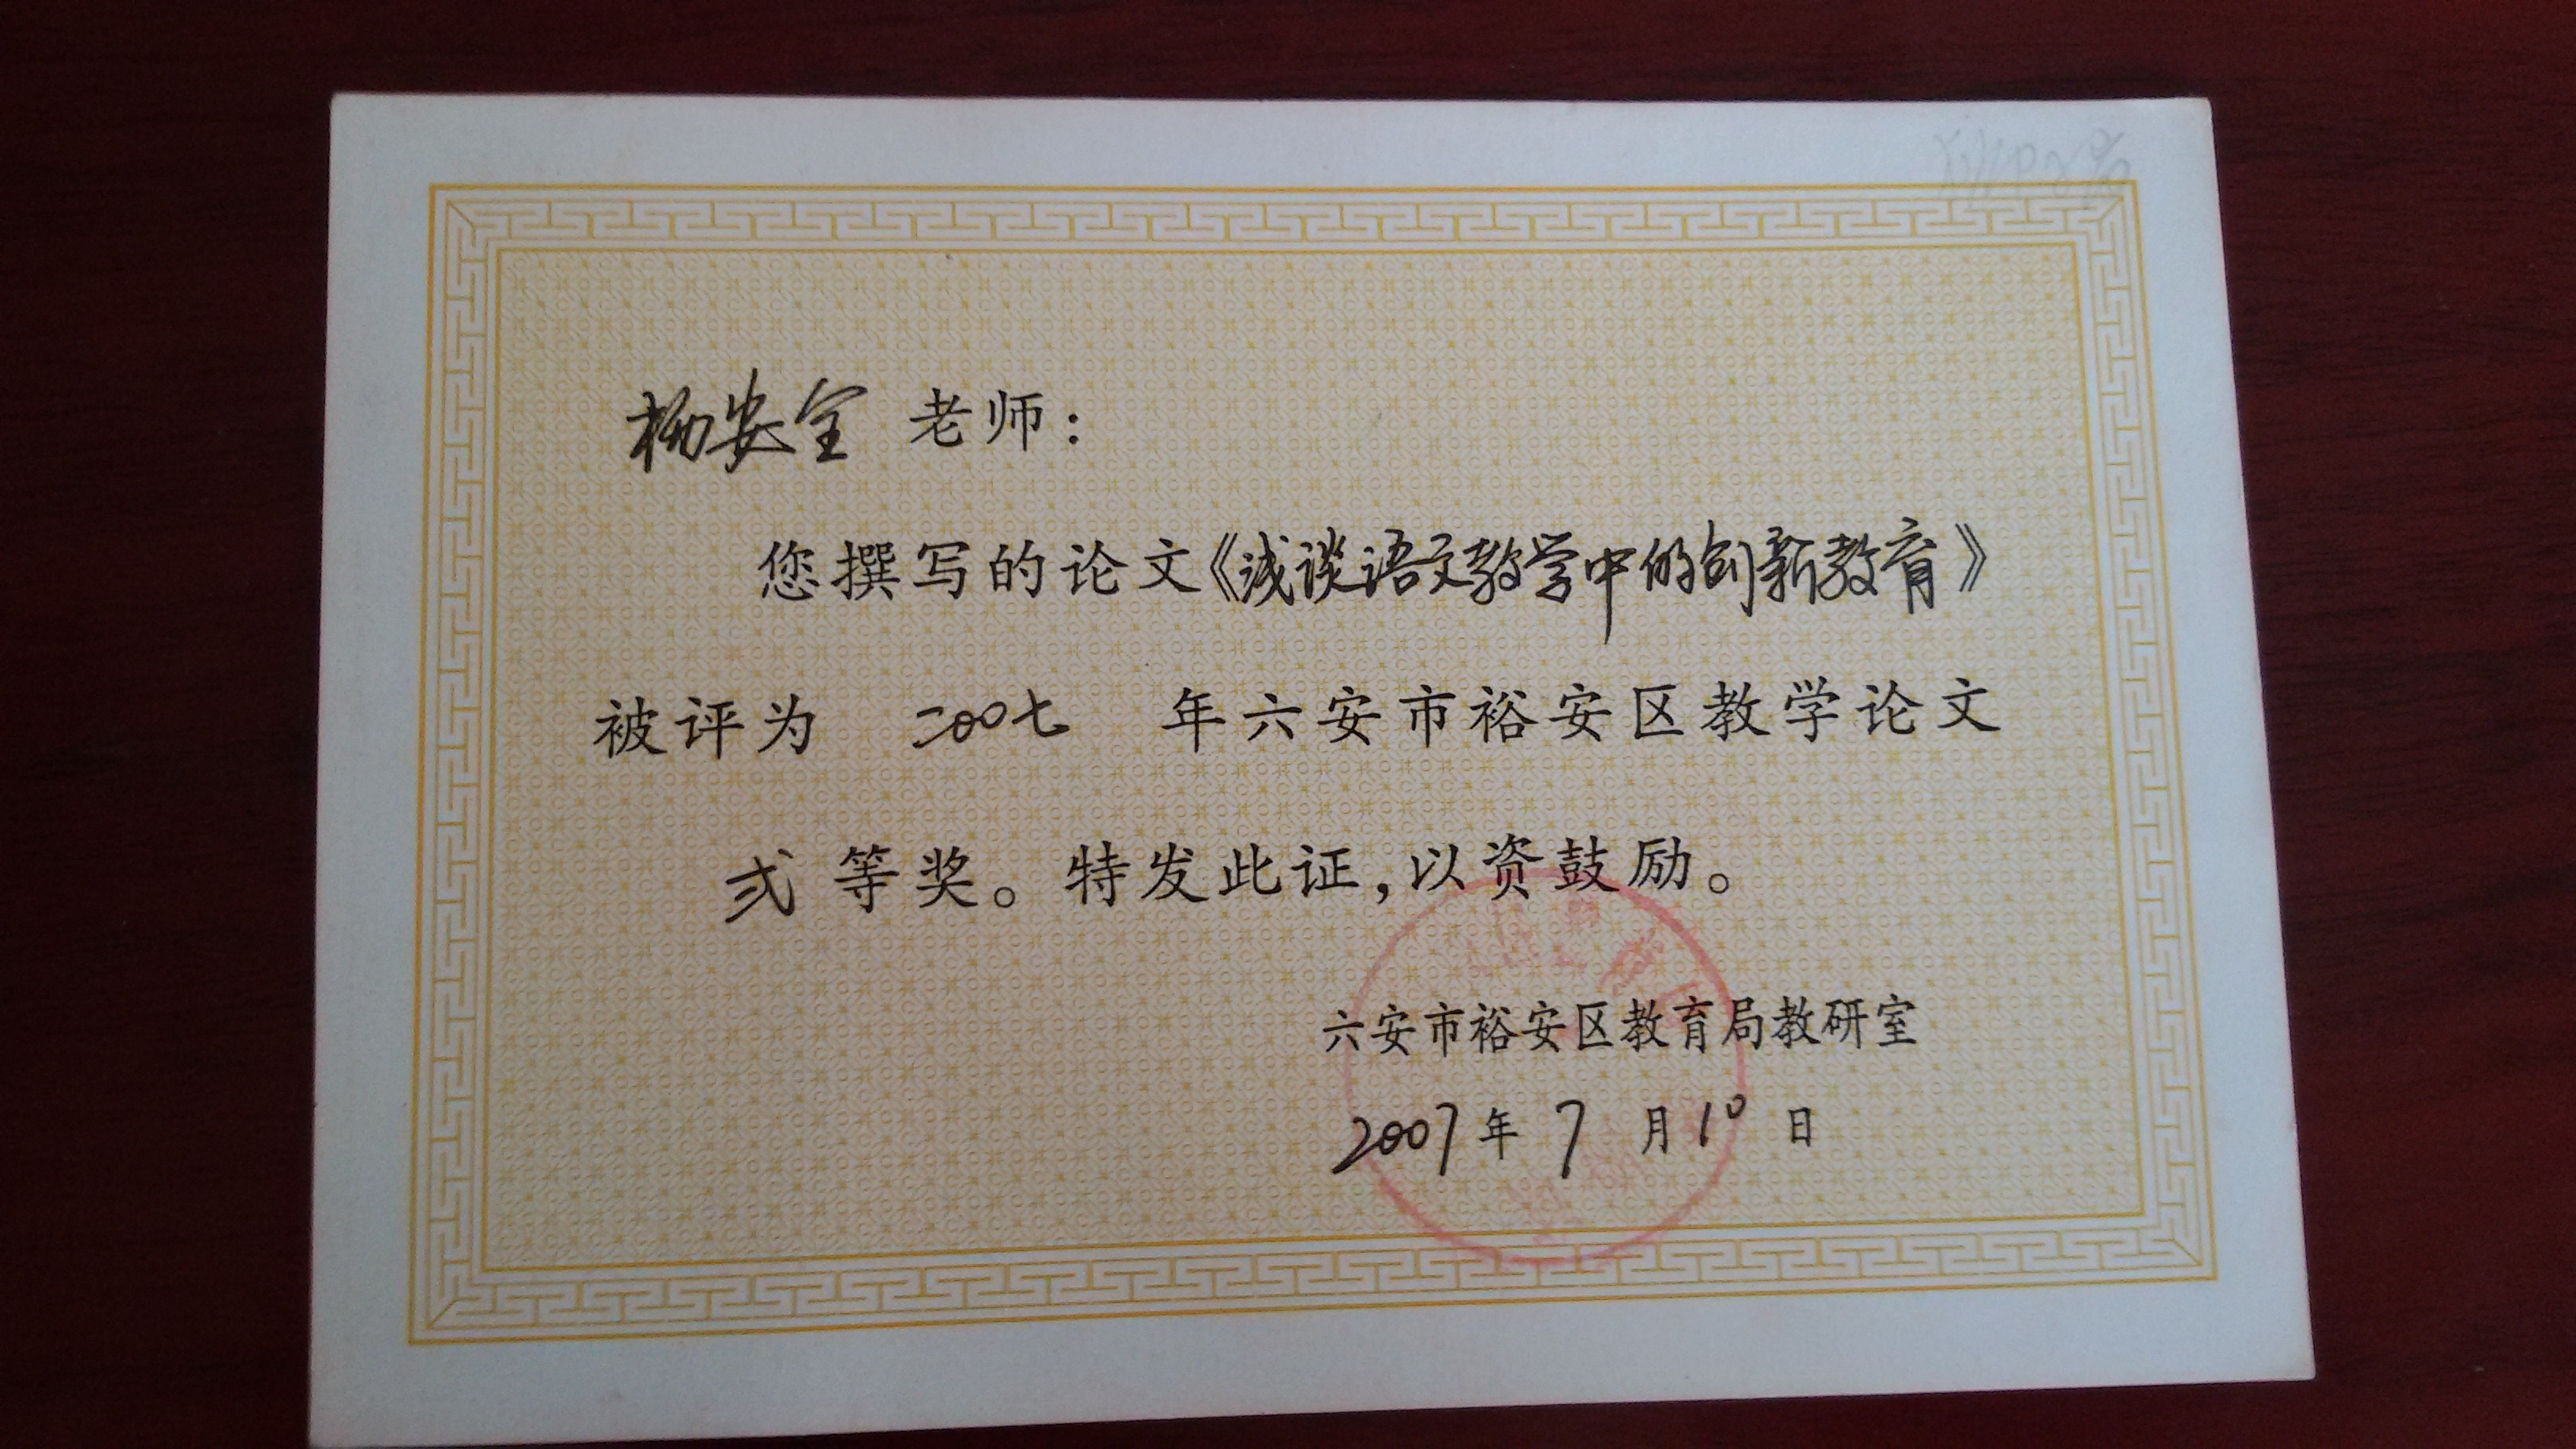 杨安全 老师：
您撰写的论文《浅谈语文教学中的创新教育》
被评为 二00七 年六安市裕安区教学论文
弍等奖。特发此证，以资鼓励。
六安市裕安区教育局教研室
2007年7月10日